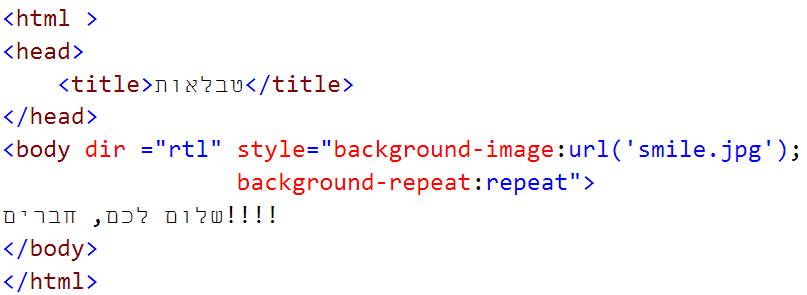 <html >
<head>
    <title>טבלאות</title>
</head>
<body dir ="rtl" style="background-image:url('smile.jpg');
                 background-repeat:repeat">
שלום לכם, חברים!!!!
</body>
</html>